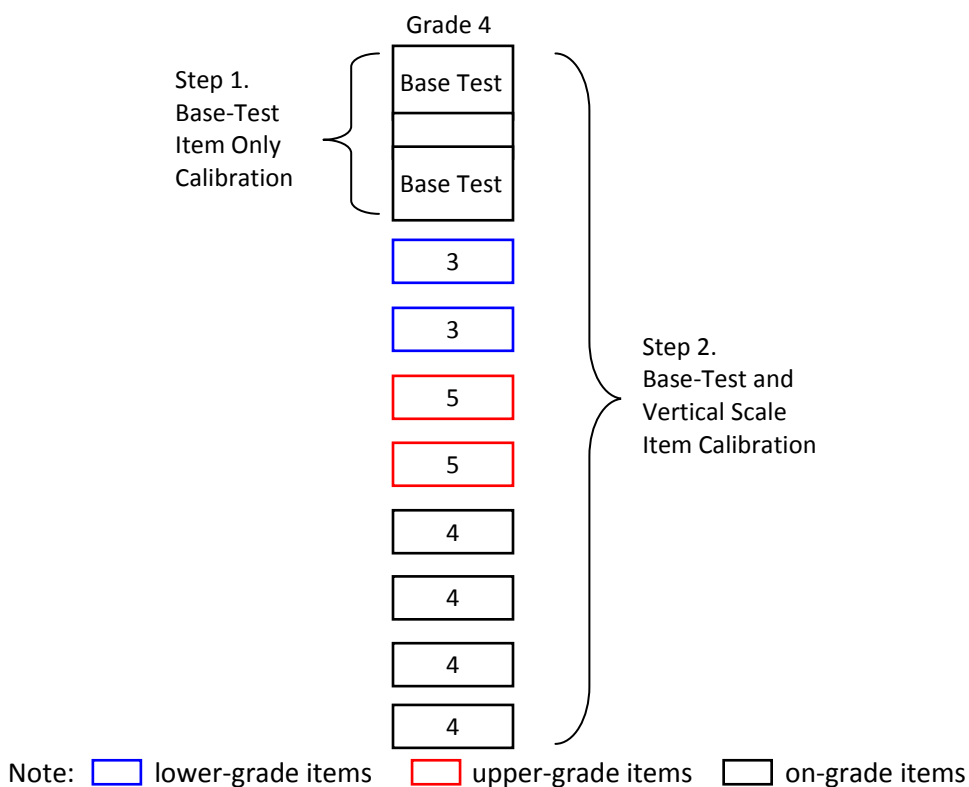 Grade 4
Step 1.
Base-Test
Item Only
Calibration
Base Test
Base Test
3
3
5
5
4
4
4
4
Step 2.
Base-Test and
Vertical Scale
Item Calibration
Note: lower-grade items upper-grade items on-grade items